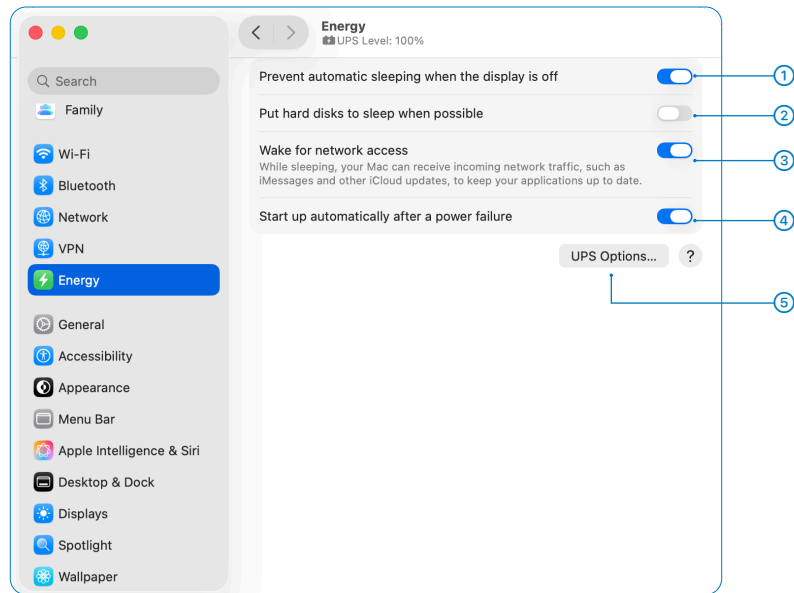 Energy
UPS Level: 100%
Search
Family
Wi-Fi
Bluetooth
Network
VPN
Energy
General
Accessibility
Appearance
Menu Bar
Apple Intelligence & Siri
Desktop & Dock
Displays
Spotlight
Wallpaper
Prevent automatic sleeping when the display is off
1
Put hard disks to sleep when possible
2
Wake for network access
While sleeping, your Mac can receive incoming network traffic, such as
iMessages and other iCloud updates, to keep your applications up to date.
3
Start up automatically after a power failure
4
UPS Options...
?
5